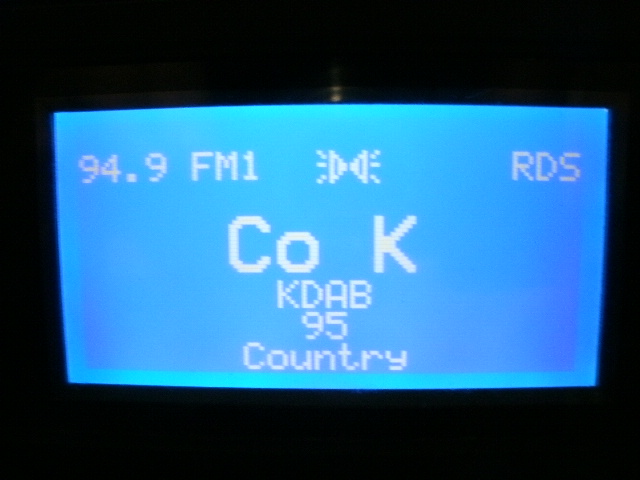 94.9 FM1 RDS
Co K
KDAB
95
Country